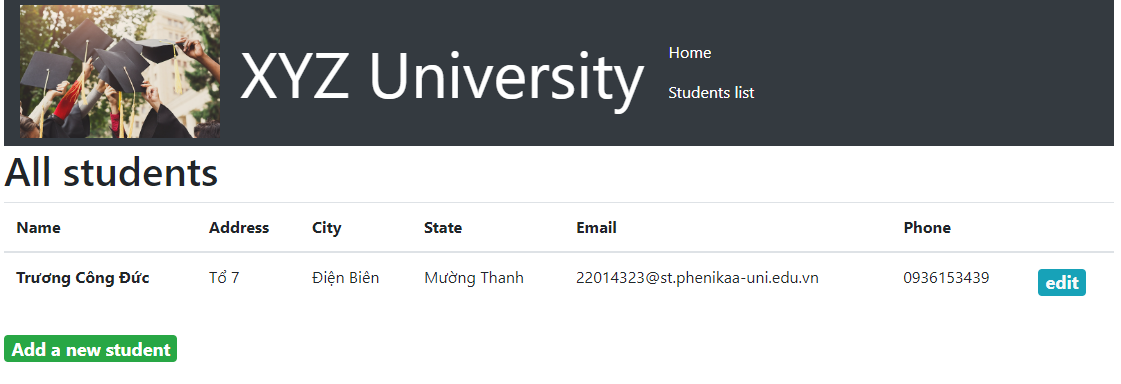 XYZ University
Home
Students list
All students
Name Address City State Email Phone
Trương Công Đức Tổ 7 Điện Biên Mường Thanh 22014323@st.phenikaa-uni.edu.vn 0936153439 edit
Add a new student